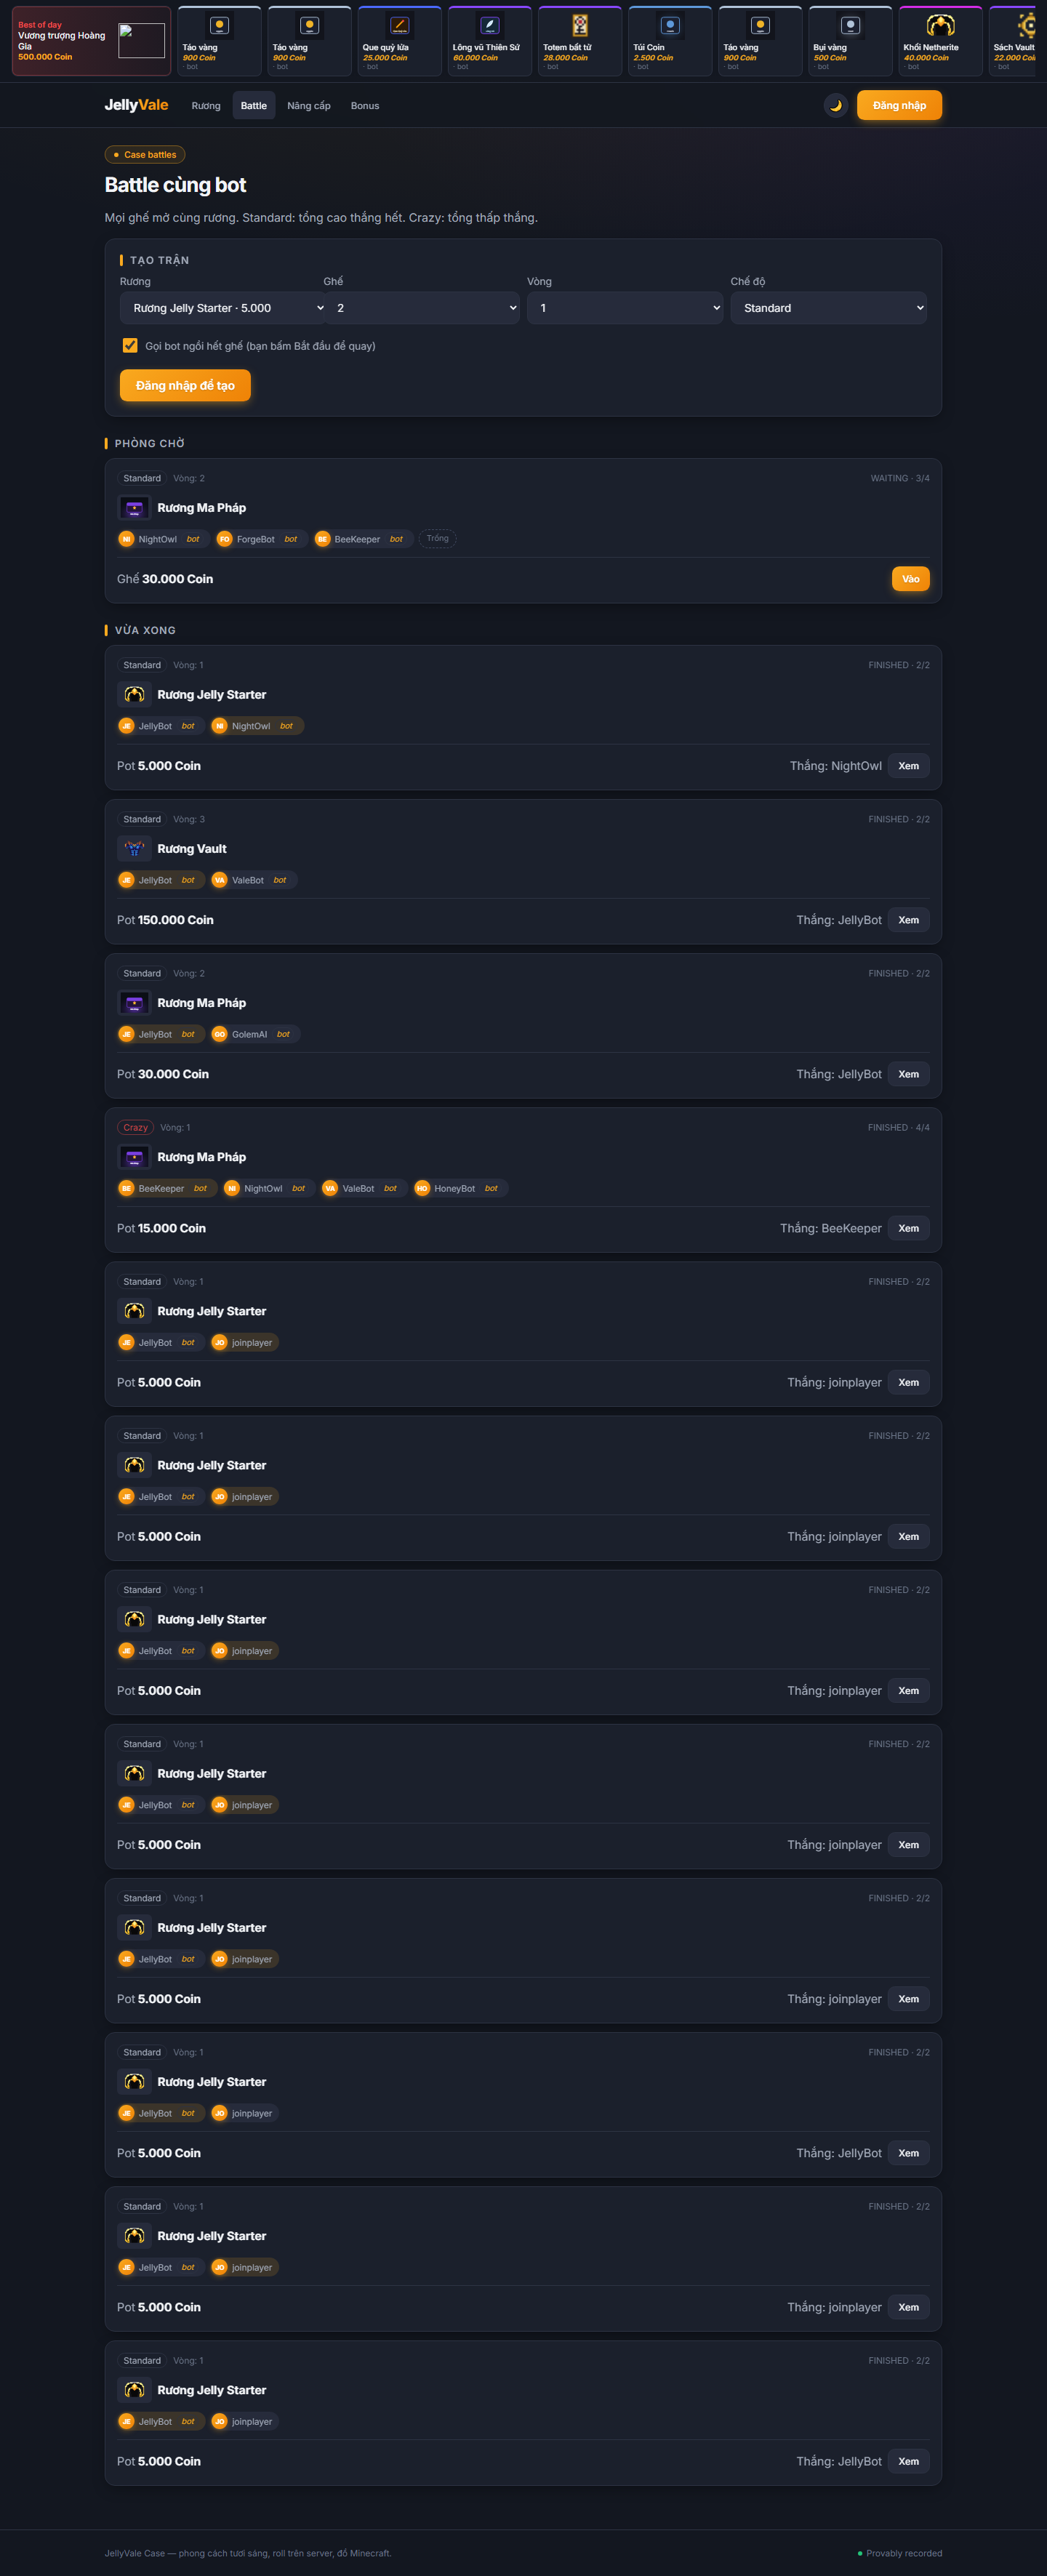 Best of day
Vương trượng Hoàng
Gia
500.000 Coin
Táo vàng
900 Coin
· bot
Táo vàng
900 Coin
· bot
Que quỷ lửa
25.000 Coin
· bot
Lông vũ Thiên Sứ
60.000 Coin
· bot
Totem bất tử
28.000 Coin
· bot
Túi Coin
2.500 Coin
· bot
Táo vàng
900 Coin
· bot
Bụi vàng
500 Coin
· bot
Khối Netherite
40.000 Coin
· bot
Sách Vault
22.000 Coin
· bot
JellyVale
Rương
Battle
Nâng cấp
Bonus
Đăng nhập
Case battles
Battle cùng bot
Mọi ghế mở cùng rương. Standard: tổng cao thắng hết. Crazy: tổng thấp thắng.
TẠO TRẬN
Rương
Ghế
Vòng
Chế độ
Rương Jelly Starter · 5.000
2
1
Standard
Gọi bot ngồi hết ghế (bạn bấm Bắt đầu để quay)
Đăng nhập để tạo
PHÒNG CHỜ
Standard Vòng: 2 WAITING · 3/4
Rương Ma Pháp
NI NightOwl bot FO ForgeBot bot BE BeeKeeper bot Trống
Ghế 30.000 Coin Vào
VỪA XONG
Standard Vòng: 1 FINISHED · 2/2
Rương Jelly Starter
JE JellyBot bot NI NightOwl bot
Pot 5.000 Coin Thắng: NightOwl Xem
Standard Vòng: 3 FINISHED · 2/2
Rương Vault
JE JellyBot bot VA ValeBot bot
Pot 150.000 Coin Thắng: JellyBot Xem
Standard Vòng: 2 FINISHED · 2/2
Rương Ma Pháp
JE JellyBot bot GO GolemAI bot
Pot 30.000 Coin Thắng: JellyBot Xem
Crazy Vòng: 1 FINISHED · 4/4
Rương Ma Pháp
BE BeeKeeper bot NI NightOwl bot VA ValeBot bot HO HoneyBot bot
Pot 15.000 Coin Thắng: BeeKeeper Xem
Standard Vòng: 1 FINISHED · 2/2
Rương Jelly Starter
JE JellyBot bot JO joinplayer
Pot 5.000 Coin Thắng: joinplayer Xem
Standard Vòng: 1 FINISHED · 2/2
Rương Jelly Starter
JE JellyBot bot JO joinplayer
Pot 5.000 Coin Thắng: joinplayer Xem
Standard Vòng: 1 FINISHED · 2/2
Rương Jelly Starter
JE JellyBot bot JO joinplayer
Pot 5.000 Coin Thắng: joinplayer Xem
Standard Vòng: 1 FINISHED · 2/2
Rương Jelly Starter
JE JellyBot bot JO joinplayer
Pot 5.000 Coin Thắng: joinplayer Xem
Standard Vòng: 1 FINISHED · 2/2
Rương Jelly Starter
JE JellyBot bot JO joinplayer
Pot 5.000 Coin Thắng: joinplayer Xem
Standard Vòng: 1 FINISHED · 2/2
Rương Jelly Starter
JE JellyBot bot JO joinplayer
Pot 5.000 Coin Thắng: JellyBot Xem
Standard Vòng: 1 FINISHED · 2/2
Rương Jelly Starter
JE JellyBot bot JO joinplayer
Pot 5.000 Coin Thắng: joinplayer Xem
Standard Vòng: 1 FINISHED · 2/2
Rương Jelly Starter
JE JellyBot bot JO joinplayer
Pot 5.000 Coin Thắng: JellyBot Xem
JellyVale Case — phong cách tươi sáng, roll trên server, đồ Minecraft.
Provably recorded